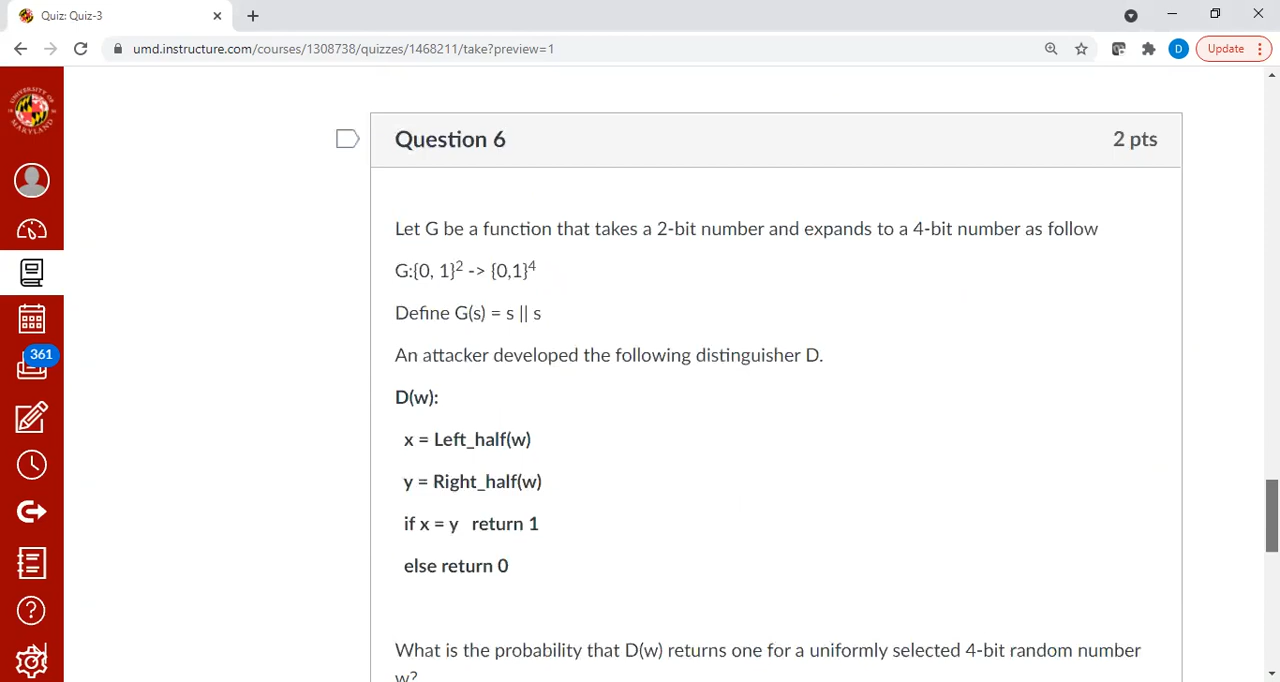 Quiz: Quiz-3
umd.instructure.com/courses/1308738/quizzes/1468211/take?preview=1
D
Update
UNIVERSITY OF
MARYLAND
361
Question 6
2 pts
Let G be a function that takes a 2-bit number and expands to a 4-bit number as follow
G:{0, 1}² -> {0,1}⁴
Define G(s) = s || s
An attacker developed the following distinguisher D.
D(w):
x = Left_half(w)
y = Right_half(w)
if x = y return 1
else return 0
What is the probability that D(w) returns one for a uniformly selected 4-bit random number
w?